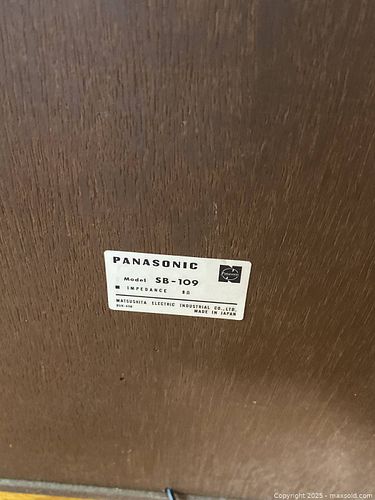 PANASONIC
Model SB-109
IMPEDANCE 8Ω
MATSUSHITA ELECTRIC INDUSTRIAL CO., LTD.
MADE IN JAPAN
Copyright 2025 - maxsold.com